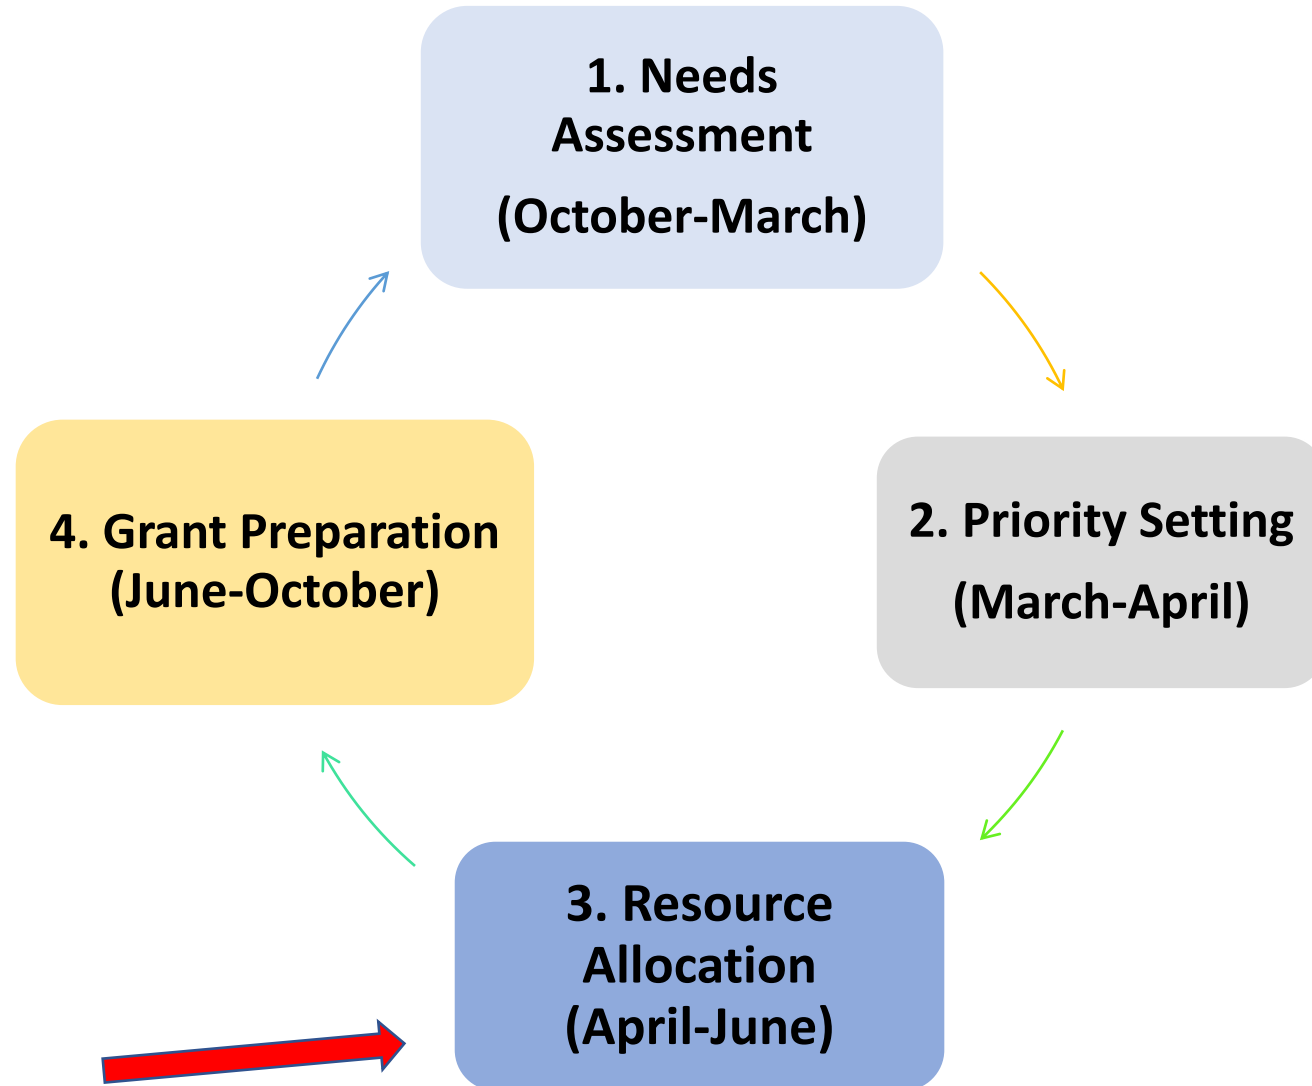 1. Needs
Assessment
(October-March)
2. Priority Setting
(March-April)
3. Resource
Allocation
(April-June)
4. Grant Preparation
(June-October)